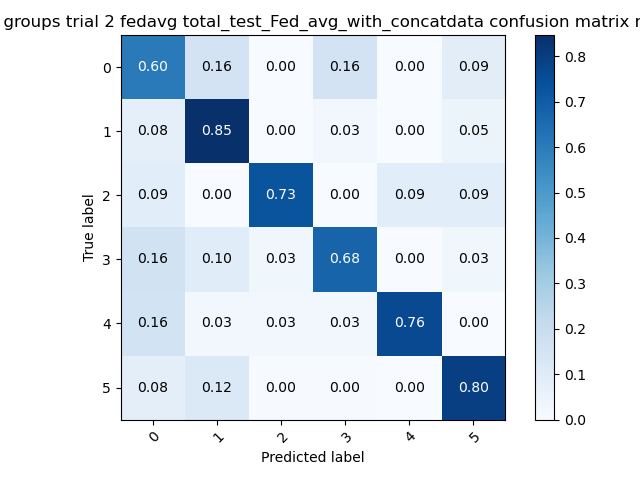 groups trial 2 fedavg total_test_Fed_avg_with_concatdata confusion matrix
0 0.60 0.16 0.00 0.16 0.00 0.09
1 0.08 0.85 0.00 0.03 0.00 0.05
2 0.09 0.00 0.73 0.00 0.09 0.09
3 0.16 0.10 0.03 0.68 0.00 0.03
4 0.16 0.03 0.03 0.03 0.76 0.00
5 0.08 0.12 0.00 0.00 0.00 0.80
0 1 2 3 4 5
True label
Predicted label
0.8
0.7
0.6
0.5
0.4
0.3
0.2
0.1
0.0